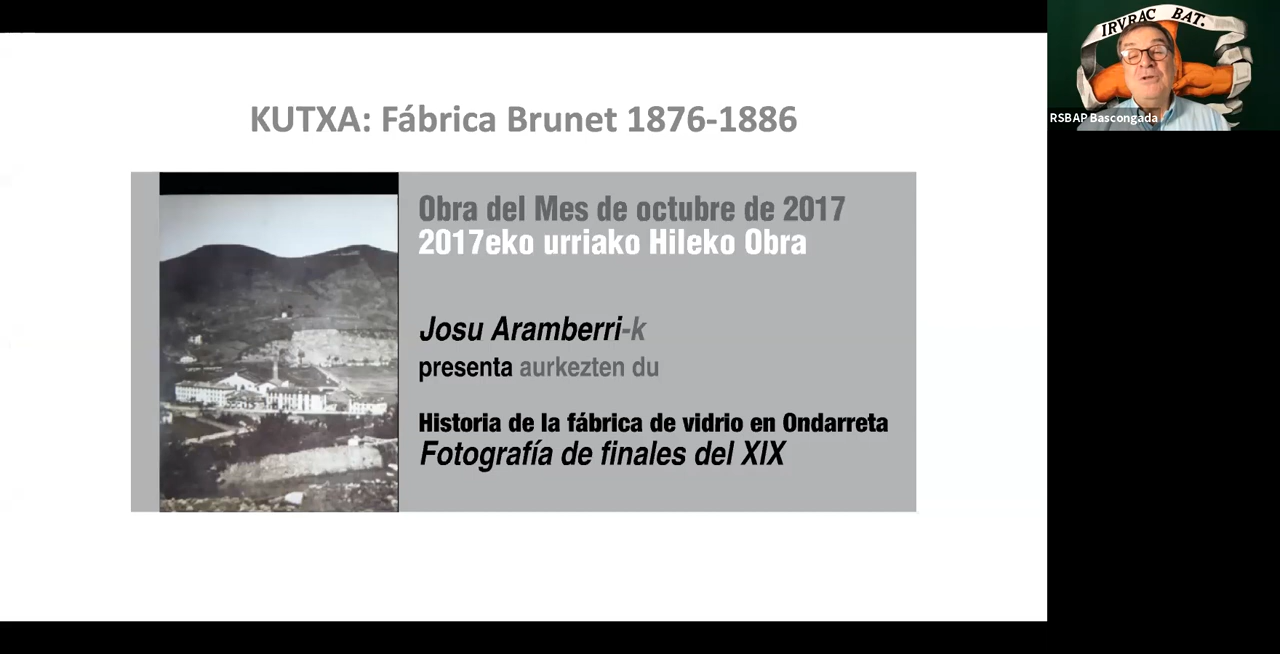 KUTXA: Fábrica Brunet 1876-1886
Obra del Mes de octubre de 2017
2017eko urriako Hileko Obra
Josu Aramberri-k
presenta aurkezten du
Historia de la fábrica de vidrio en Ondarreta
Fotografía de finales del XIX
IRVRAC BAT.
RSBAP Bascongada